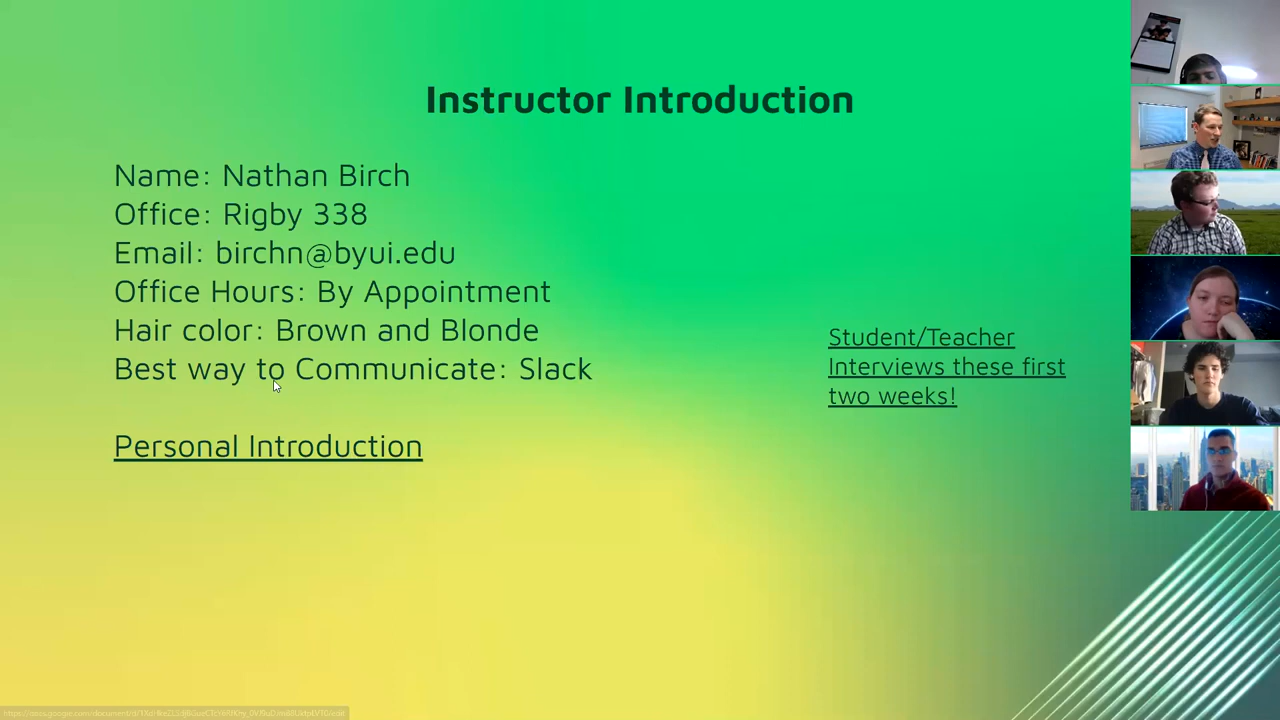 Instructor Introduction
Name: Nathan Birch
Office: Rigby 338
Email: birchn@byui.edu
Office Hours: By Appointment
Hair color: Brown and Blonde
Best way to Communicate: Slack
Personal Introduction
Student/Teacher
Interviews these first
two weeks!